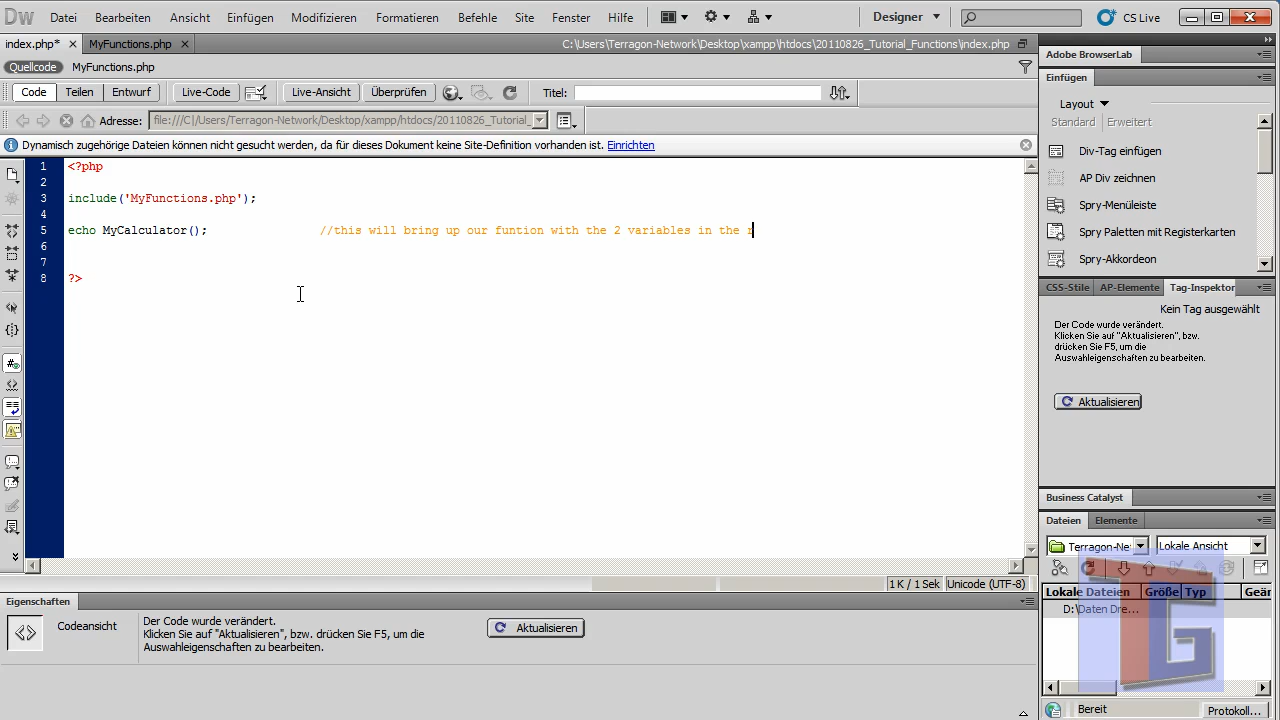 Dw Datei Bearbeiten Ansicht Einfügen Modifizieren Formatieren Befehle Site Fenster Hilfe Designer CS Live
index.php* MyFunctions.php C:\Users\Terragon-Network\Desktop\xampp\htdocs\20110826_Tutorial_Functions\index.php
Quellcode MyFunctions.php
Code Teilen Entwurf Live-Code Live-Ansicht Überprüfen Titel:
Adresse: file:///C|/Users/Terragon-Network/Desktop/xampp/htdocs/20110826_Tutorial_
Dynamisch zugehörige Dateien können nicht gesucht werden, da für dieses Dokument keine Site-Definition vorhanden ist. Einrichten
1 <?php
2
3 include('MyFunctions.php');
4
5 echo MyCalculator(); //this will bring up our funtion with the 2 variables in the r
6
7
8 ?>
1 K / 1 Sek Unicode (UTF-8)
Eigenschaften
Codeansicht
Der Code wurde verändert.
Klicken Sie auf "Aktualisieren", bzw. drücken Sie F5, um die
Auswahleigenschaften zu bearbeiten.
Aktualisieren
Adobe BrowserLab
Einfügen
Layout
Standard Erweitert
Div-Tag einfügen
AP Div zeichnen
Spry-Menüleiste
Spry Paletten mit Registerkarten
Spry-Akkordeon
CSS-Stile AP-Elemente Tag-Inspektor
Kein Tag ausgewählt
Der Code wurde verändert.
Klicken Sie auf "Aktualisieren", bzw.
drücken Sie F5, um die
Auswahleigenschaften zu bearbeiten.
Aktualisieren
Business Catalyst
Dateien Elemente
Terragon-Ne Lokale Ansicht
Lokale Dateien Größe Typ Geär
D:\Daten Dre...
TG
Bereit Protokoll...